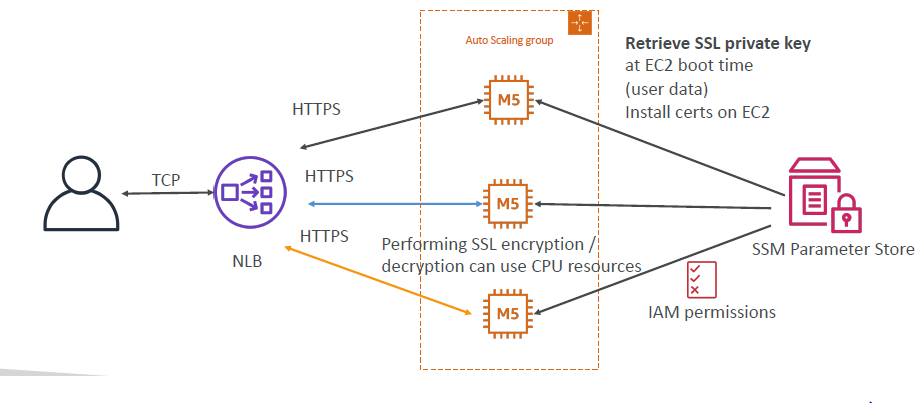 Auto Scaling group
Retrieve SSL private key
at EC2 boot time
(user data)
Install certs on EC2
HTTPS
M5
TCP
HTTPS
M5
HTTPS
NLB
Performing SSL encryption /
decryption can use CPU resources
SSM Parameter Store
M5
IAM permissions